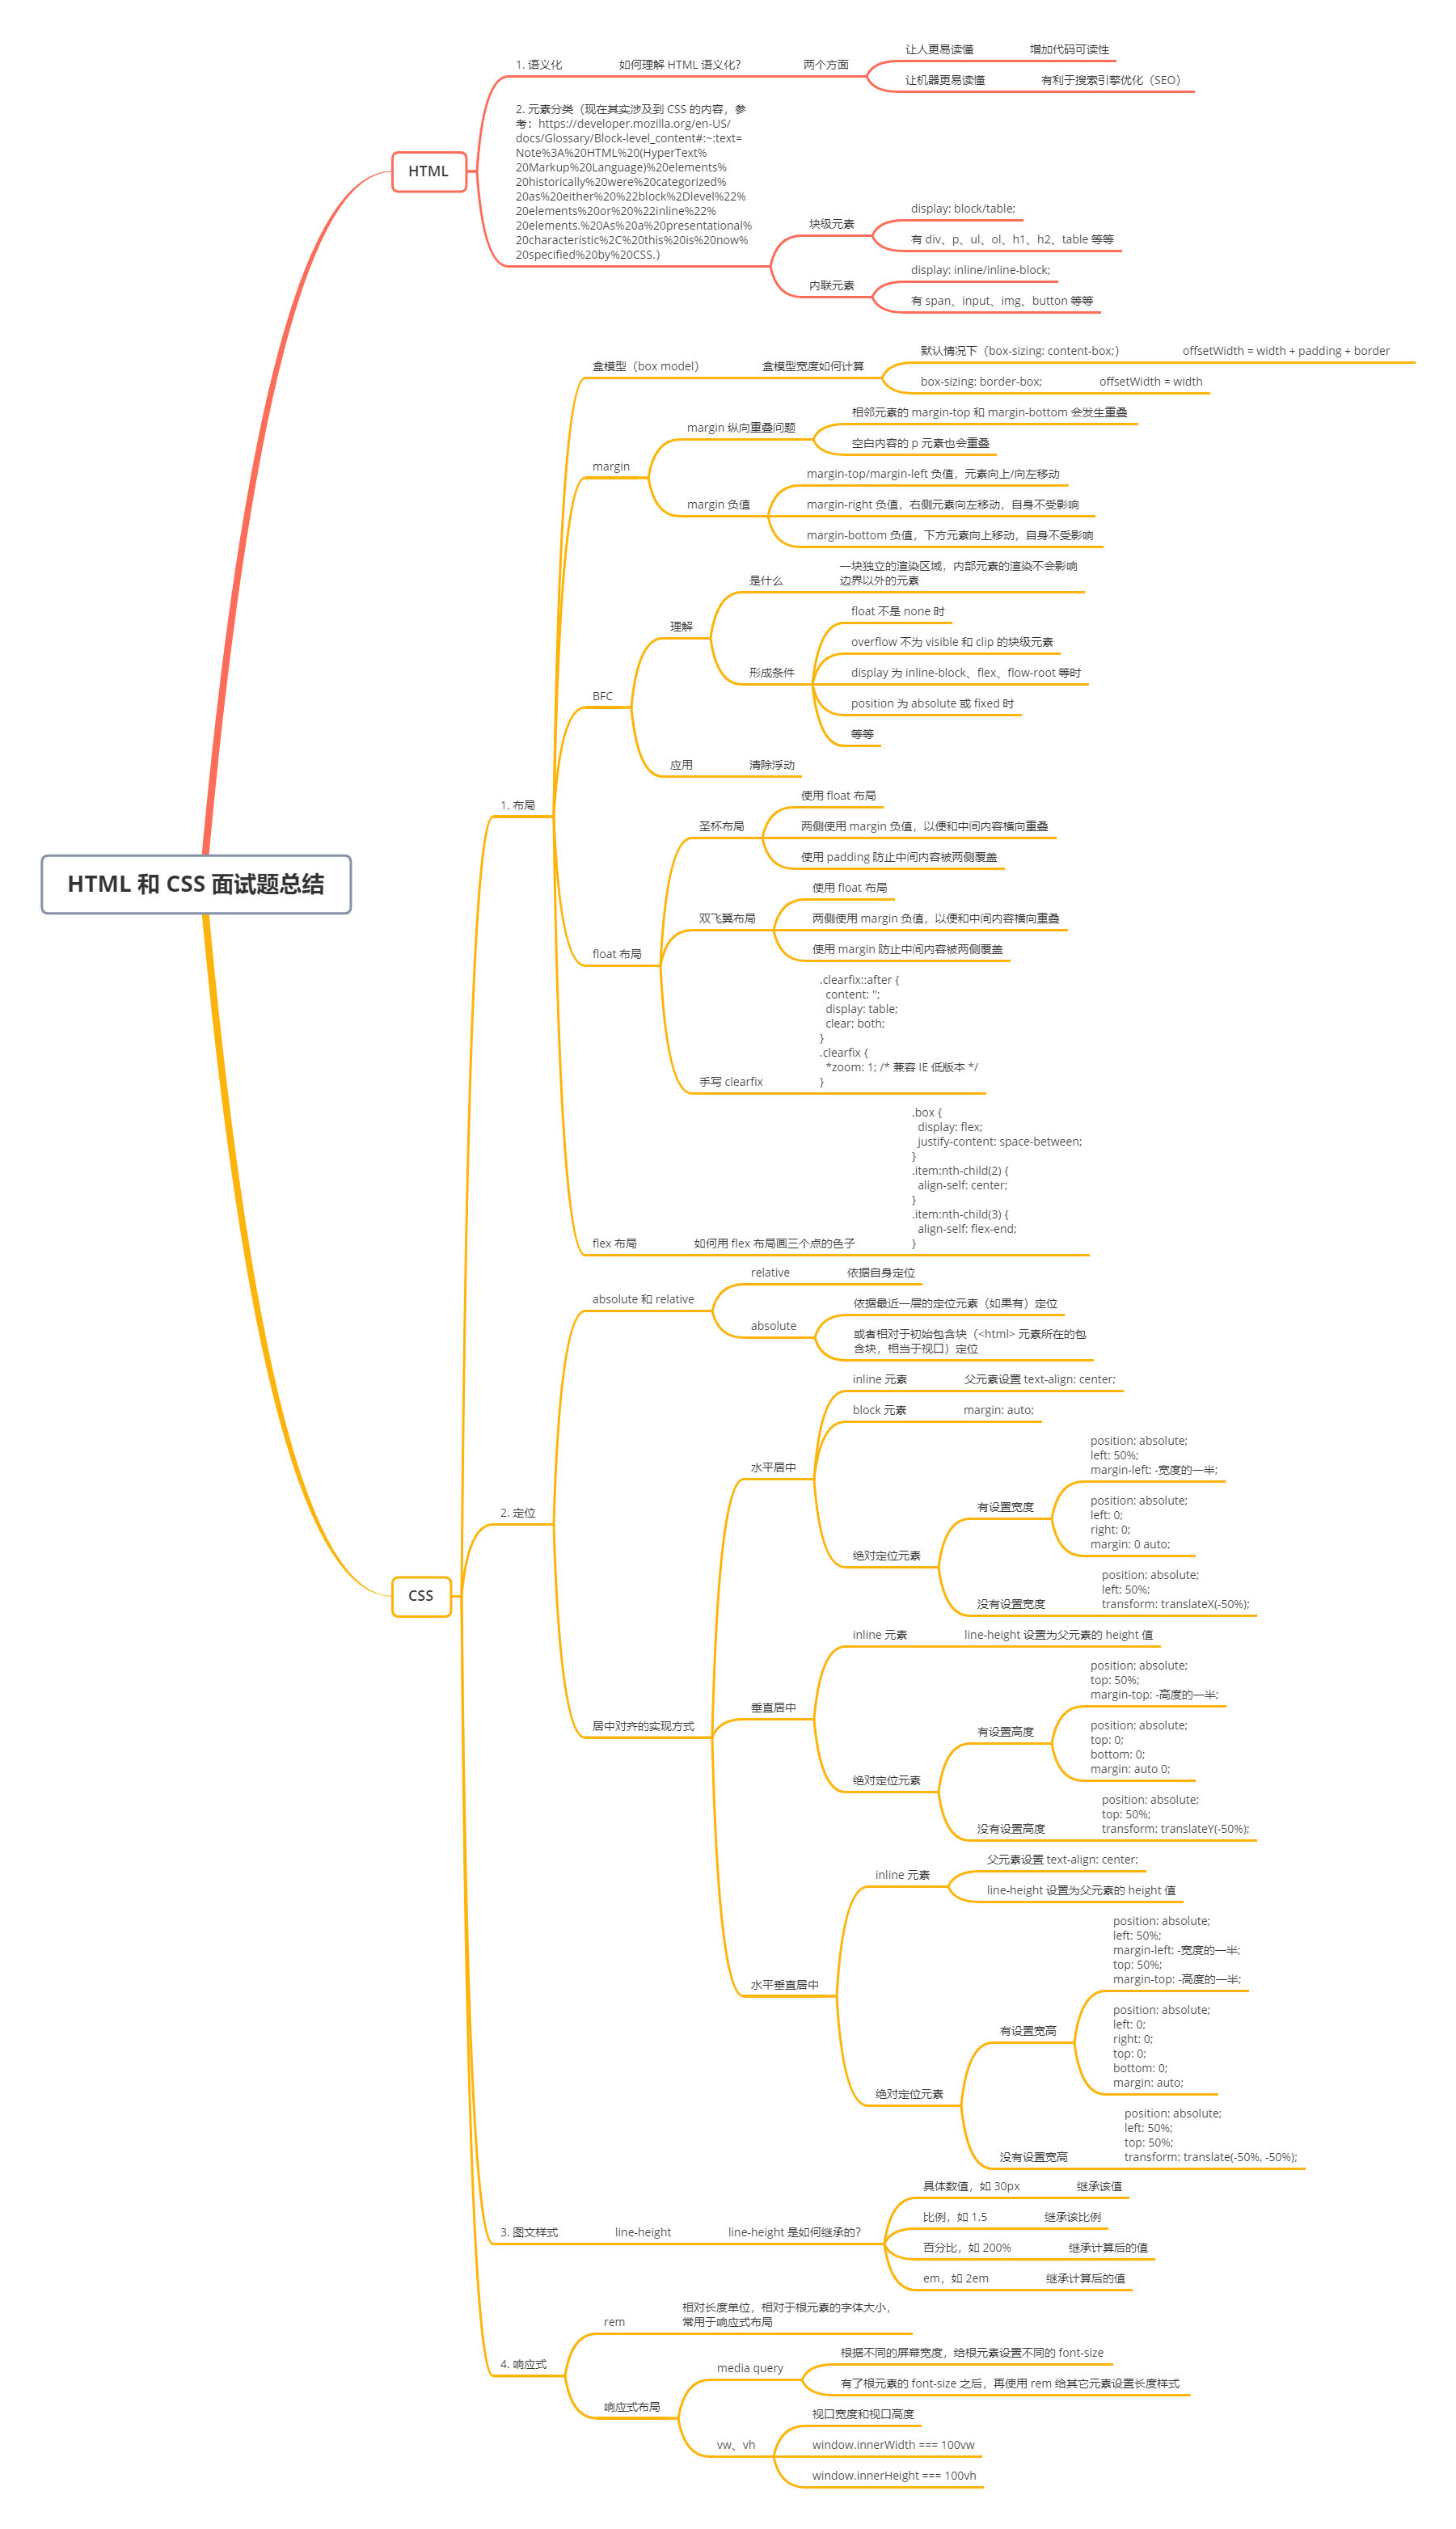 HTML 和 CSS 面试题总结
HTML
1. 语义化
如何理解 HTML 语义化？
两个方面
让人更易读懂
增加代码可读性
让机器更易读懂
有利于搜索引擎优化（SEO）
2. 元素分类（现在其实涉及到 CSS 的内容，参
考：https://developer.mozilla.org/en-US/
docs/Glossary/Block-level_content#:~:text=
Note%3A%20HTML%20(HyperText%
20Markup%20Language)%20elements%
20historically%20were%20categorized%
20as%20either%20%22block%2Dlevel%22%
20elements%20or%20%22inline%22%
20elements.%20As%20a%20presentational%
20characteristic%2C%20this%20is%20now%
20specified%20by%20CSS.）
块级元素
display: block/table;
有 div、p、ul、ol、h1、h2、table 等等
内联元素
display: inline/inline-block;
有 span、input、img、button 等等
CSS
1. 布局
盒模型（box model）
盒模型宽度如何计算
默认情况下（box-sizing: content-box;）
offsetWidth = width + padding + border
box-sizing: border-box;
offsetWidth = width
margin
margin 纵向重叠问题
相邻元素的 margin-top 和 margin-bottom 会发生重叠
空白内容的 p 元素也会重叠
margin 负值
margin-top/margin-left 负值，元素向上/向左移动
margin-right 负值，右侧元素向左移动，自身不受影响
margin-bottom 负值，下方元素向上移动，自身不受影响
BFC
理解
是什么
一块独立的渲染区域，内部元素的渲染不会影响
边界以外的元素
形成条件
float 不是 none 时
overflow 不为 visible 和 clip 的块级元素
display 为 inline-block、flex、flow-root 等时
position 为 absolute 或 fixed 时
等等
应用
清除浮动
float 布局
圣杯布局
使用 float 布局
两侧使用 margin 负值，以便和中间内容横向重叠
使用 padding 防止中间内容被两侧覆盖
双飞翼布局
使用 float 布局
两侧使用 margin 负值，以便和中间内容横向重叠
使用 margin 防止中间内容被两侧覆盖
手写 clearfix
.clearfix::after {
content: '';
display: table;
clear: both;
}
.clearfix {
*zoom: 1; /* 兼容 IE 低版本 */
}
flex 布局
如何用 flex 布局画三个点的色子
.box {
display: flex;
justify-content: space-between;
}
.item:nth-child(2) {
align-self: center;
}
.item:nth-child(3) {
align-self: flex-end;
}
2. 定位
absolute 和 relative
relative
依据自身定位
absolute
依据最近一层的定位元素（如果有）定位
或者相对于初始包含块（<html> 元素所在的包
含块，相当于视口）定位
居中对齐的实现方式
水平居中
inline 元素
父元素设置 text-align: center;
block 元素
margin: auto;
绝对定位元素
有设置宽度
position: absolute;
left: 50%;
margin-left: -宽度的一半;
position: absolute;
left: 0;
right: 0;
margin: 0 auto;
没有设置宽度
position: absolute;
left: 50%;
transform: translateX(-50%);
垂直居中
inline 元素
line-height 设置为父元素的 height 值
绝对定位元素
有设置高度
position: absolute;
top: 50%;
margin-top: -高度的一半;
position: absolute;
top: 0;
bottom: 0;
margin: auto 0;
没有设置高度
position: absolute;
top: 50%;
transform: translateY(-50%);
水平垂直居中
inline 元素
父元素设置 text-align: center;
line-height 设置为父元素的 height 值
绝对定位元素
有设置宽高
position: absolute;
left: 50%;
margin-left: -宽度的一半;
top: 50%;
margin-top: -高度的一半;
position: absolute;
left: 0;
right: 0;
top: 0;
bottom: 0;
margin: auto;
没有设置宽高
position: absolute;
left: 50%;
top: 50%;
transform: translate(-50%, -50%);
3. 图文样式
line-height
line-height 是如何继承的？
具体数值，如 30px
继承该值
比例，如 1.5
继承该比例
百分比，如 200%
继承计算后的值
em，如 2em
继承计算后的值
4. 响应式
rem
相对长度单位，相对于根元素的字体大小，
常用于响应式布局
响应式布局
media query
根据不同的屏幕宽度，给根元素设置不同的 font-size
有了根元素的 font-size 之后，再使用 rem 给其它元素设置长度样式
vw、vh
视口宽度和视口高度
window.innerWidth === 100vw
window.innerHeight === 100vh